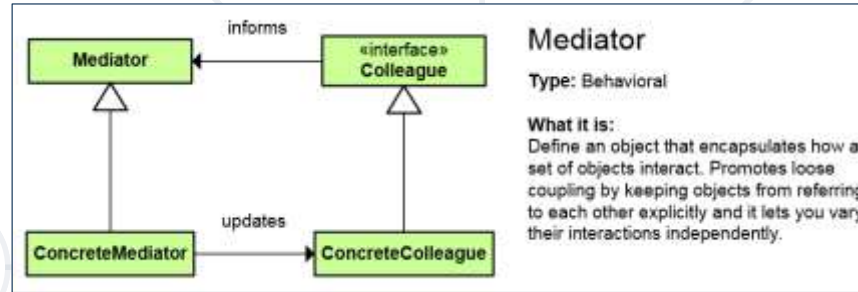 informs
Mediator
«interface»
Colleague
updates
ConcreteMediator
ConcreteColleague
Mediator
Type: Behavioral
What it is:
Define an object that encapsulates how a
set of objects interact. Promotes loose
coupling by keeping objects from referring
to each other explicitly and it lets you vary
their interactions independently.